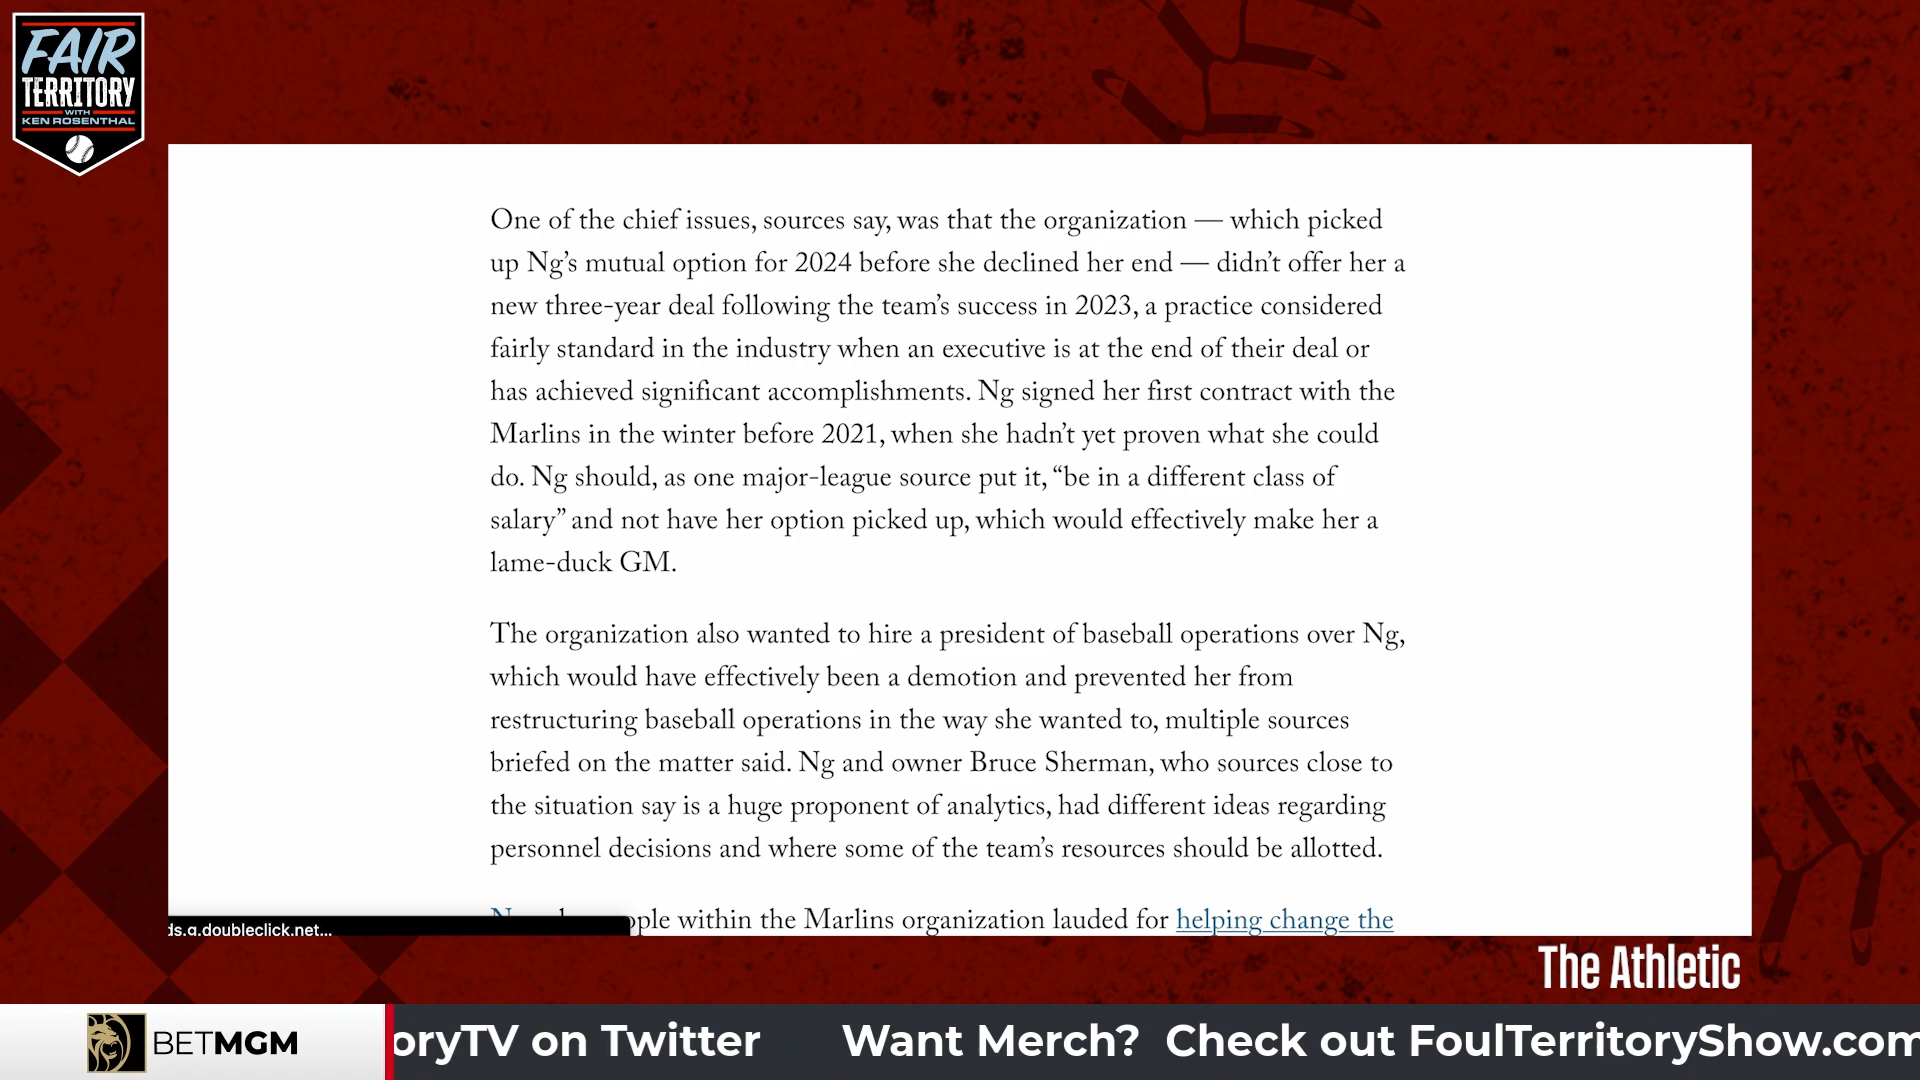 FAIR
TERRITORY
WITH
KEN ROSENTHAL
One of the chief issues, sources say, was that the organization — which picked
up Ng’s mutual option for 2024 before she declined her end — didn’t offer her a
new three-year deal following the team’s success in 2023, a practice considered
fairly standard in the industry when an executive is at the end of their deal or
has achieved significant accomplishments. Ng signed her first contract with the
Marlins in the winter before 2021, when she hadn’t yet proven what she could
do. Ng should, as one major-league source put it, “be in a different class of
salary” and not have her option picked up, which would effectively make her a
lame-duck GM.
The organization also wanted to hire a president of baseball operations over Ng,
which would have effectively been a demotion and prevented her from
restructuring baseball operations in the way she wanted to, multiple sources
briefed on the matter said. Ng and owner Bruce Sherman, who sources close to
the situation say is a huge proponent of analytics, had different ideas regarding
personnel decisions and where some of the team’s resources should be allotted.
ople within the Marlins organization lauded for helping change the
ds.g.doubleclick.net...
The Athletic
BETMGM
oryTV on Twitter Want Merch? Check out FoulTerritoryShow.com